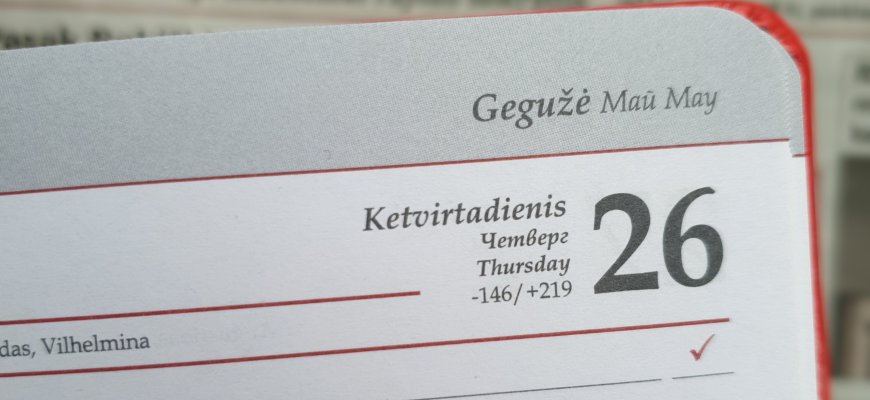 Gegužė Май May
Ketvirtadienis
Четверг
Thursday
-146/+219
26
das, Vilhelmina